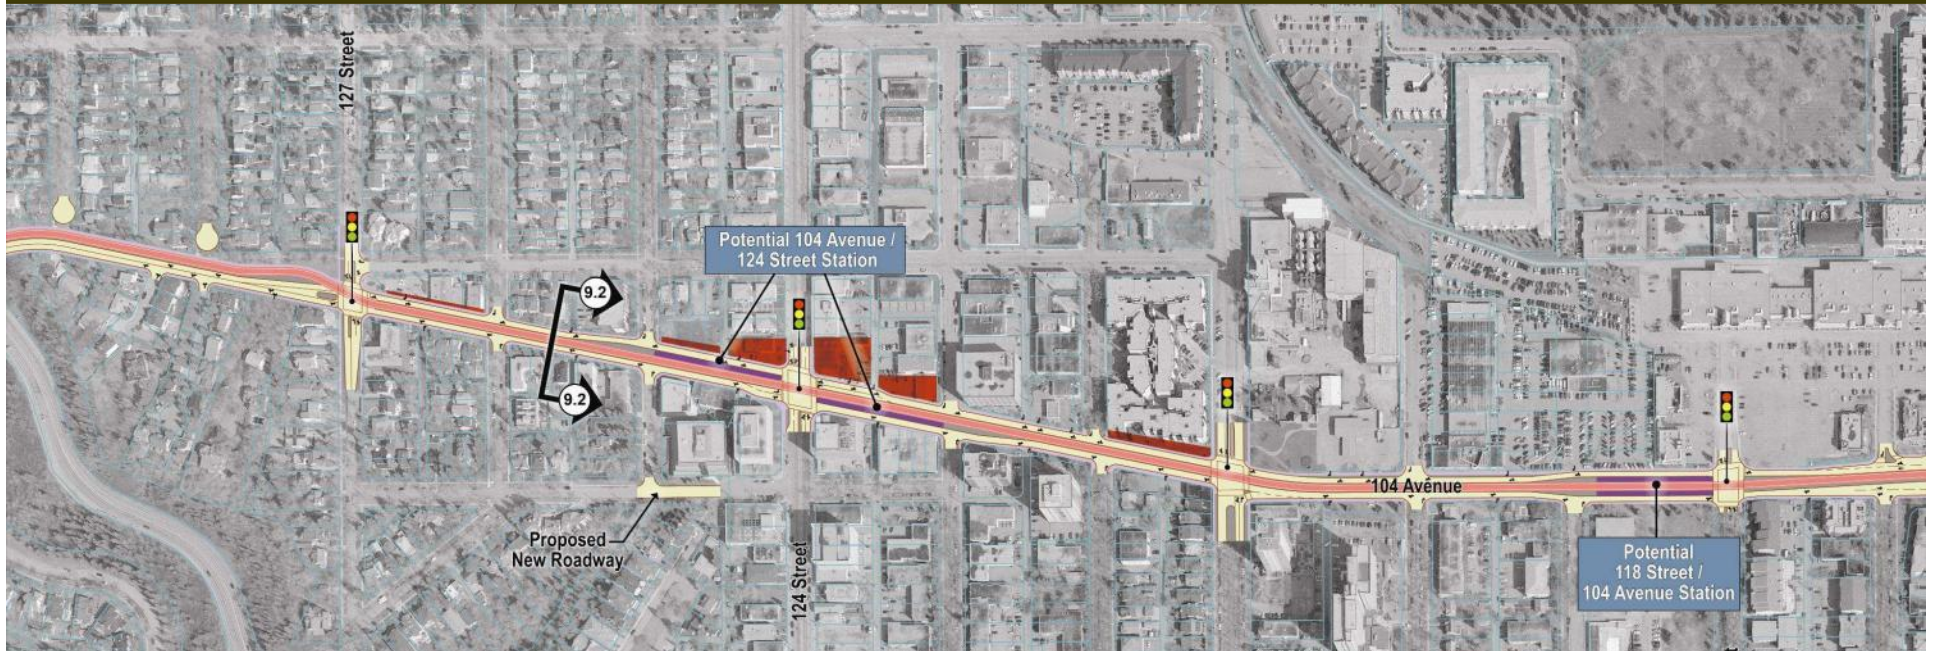 127 Street
Potential 104 Avenue /
124 Street Station
9.2
9.2
104 Avenue
Proposed
New Roadway
124 Street
Potential
118 Street /
104 Avenue Station